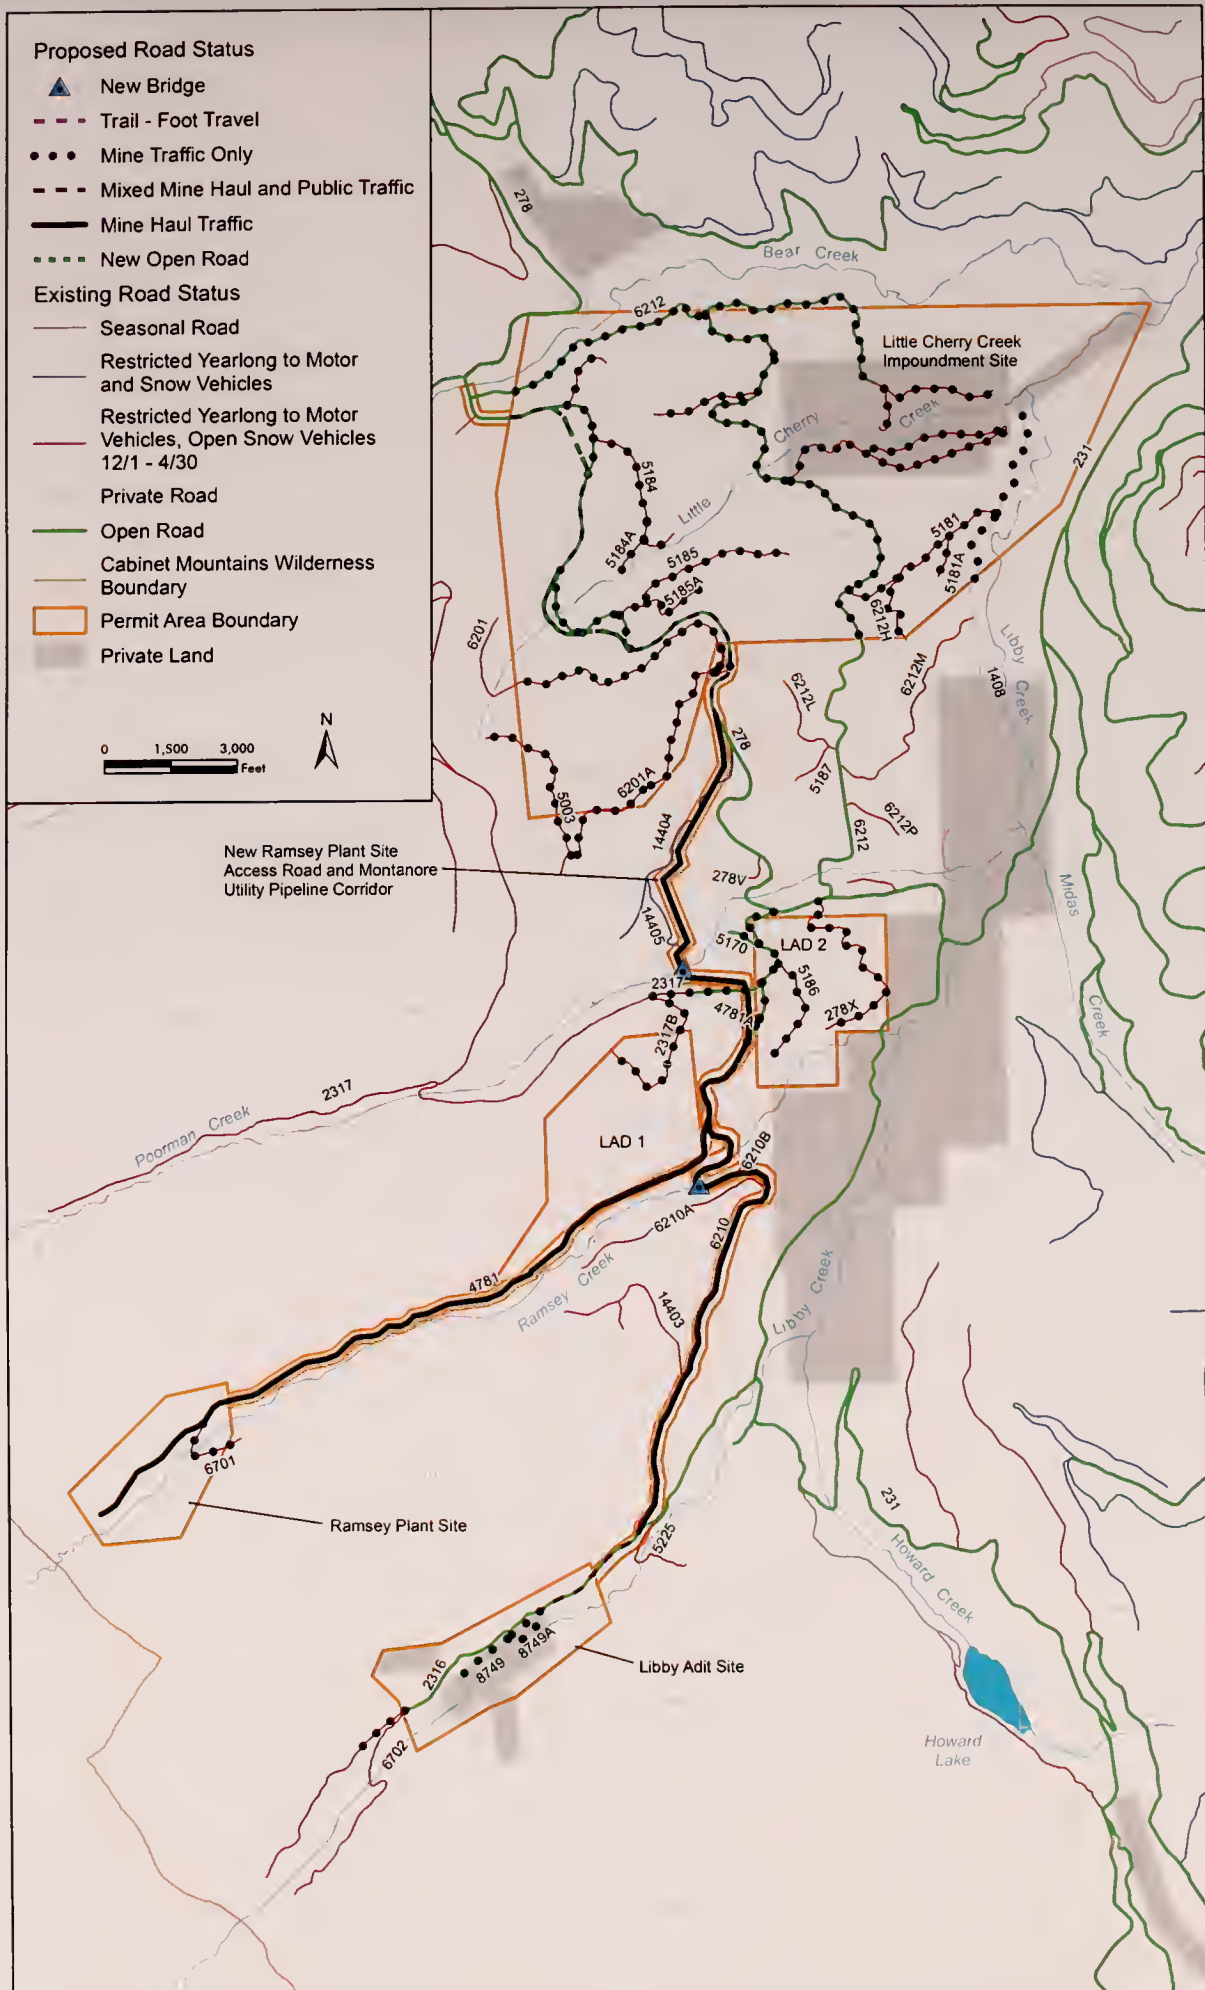 Proposed Road Status
New Bridge
Trail - Foot Travel
Mine Traffic Only
Mixed Mine Haul and Public Traffic
Mine Haul Traffic
New Open Road
Existing Road Status
Seasonal Road
Restricted Yearlong to Motor
and Snow Vehicles
Restricted Yearlong to Motor
Vehicles, Open Snow Vehicles
12/1 - 4/30
Private Road
Open Road
Cabinet Mountains Wilderness
Boundary
Permit Area Boundary
Private Land
N
0 1,500 3,000
Feet
278
Bear Creek
6212
Little Cherry Creek
Impoundment Site
Little Cherry Creek
231
5184
5184A
5185
5185A
5181
5181A
6212H
6201
6212L
6212M
1408
Libby Creek
278
5187
6201A
5003
6212P
6212
14404
New Ramsey Plant Site
Access Road and Montanore
Utility Pipeline Corridor
278V
Midas Creek
14405
5170
LAD 2
5186
2317
278X
4781A
2317B
2317
Poorman Creek
LAD 1
6210B
6210A
6210
4781
Ramsey Creek
Libby Creek
14403
6701
Ramsey Plant Site
231
5225
Howard Creek
8749A
8749
2316
Libby Adit Site
6702
Howard
Lake